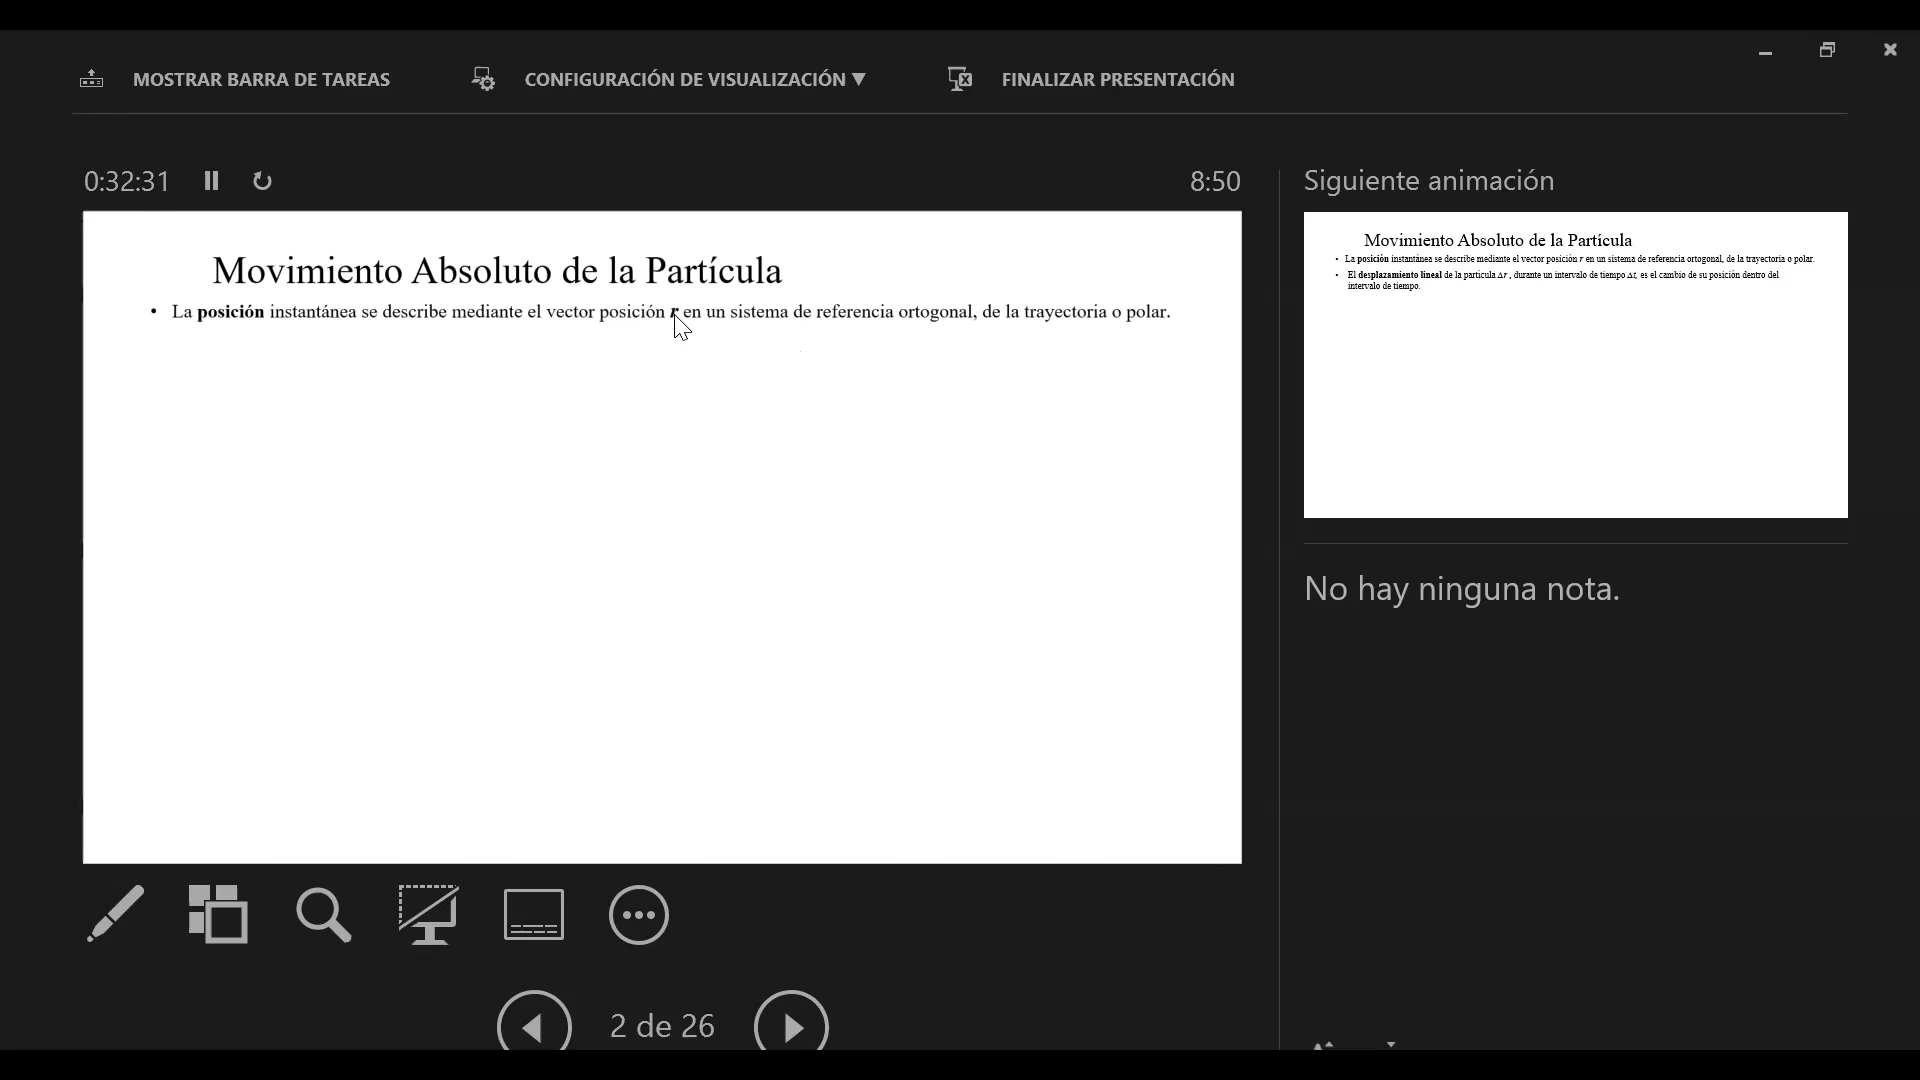 MOSTRAR BARRA DE TAREAS
CONFIGURACIÓN DE VISUALIZACIÓN ▼
FINALIZAR PRESENTACIÓN
0:32:31
8:50
Movimiento Absoluto de la Partícula
• La posición instantánea se describe mediante el vector posición r en un sistema de referencia ortogonal, de la trayectoria o polar.
2 de 26
Siguiente animación
Movimiento Absoluto de la Partícula
• La posición instantánea se describe mediante el vector posición r en un sistema de referencia ortogonal, de la trayectoria o polar.
• El desplazamiento lineal de la partícula Δr , durante un intervalo de tiempo Δt, es el cambio de su posición dentro del
intervalo de tiempo.
No hay ninguna nota.